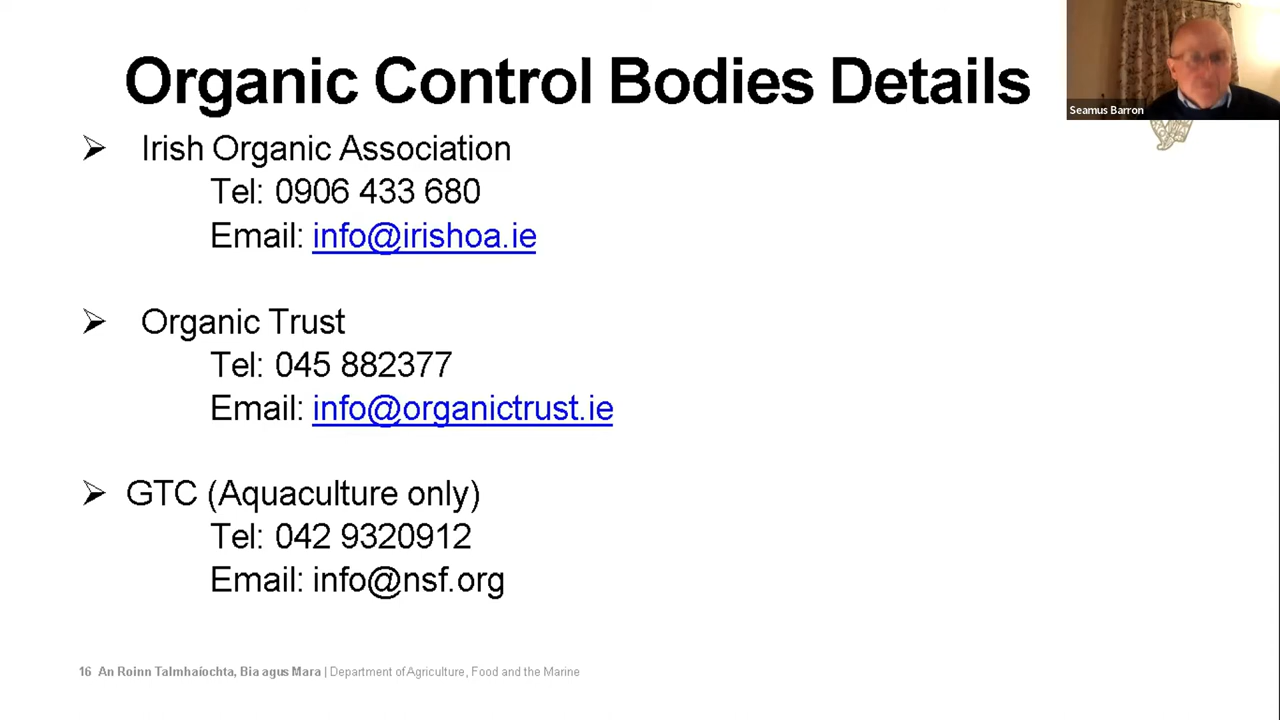 Organic Control Bodies Details
Seamus Barron
➢ Irish Organic Association
Tel: 0906 433 680
Email: info@irishoa.ie
➢ Organic Trust
Tel: 045 882377
Email: info@organictrust.ie
➢ GTC (Aquaculture only)
Tel: 042 9320912
Email: info@nsf.org
16 An Roinn Talmhaíochta, Bia agus Mara | Department of Agriculture, Food and the Marine